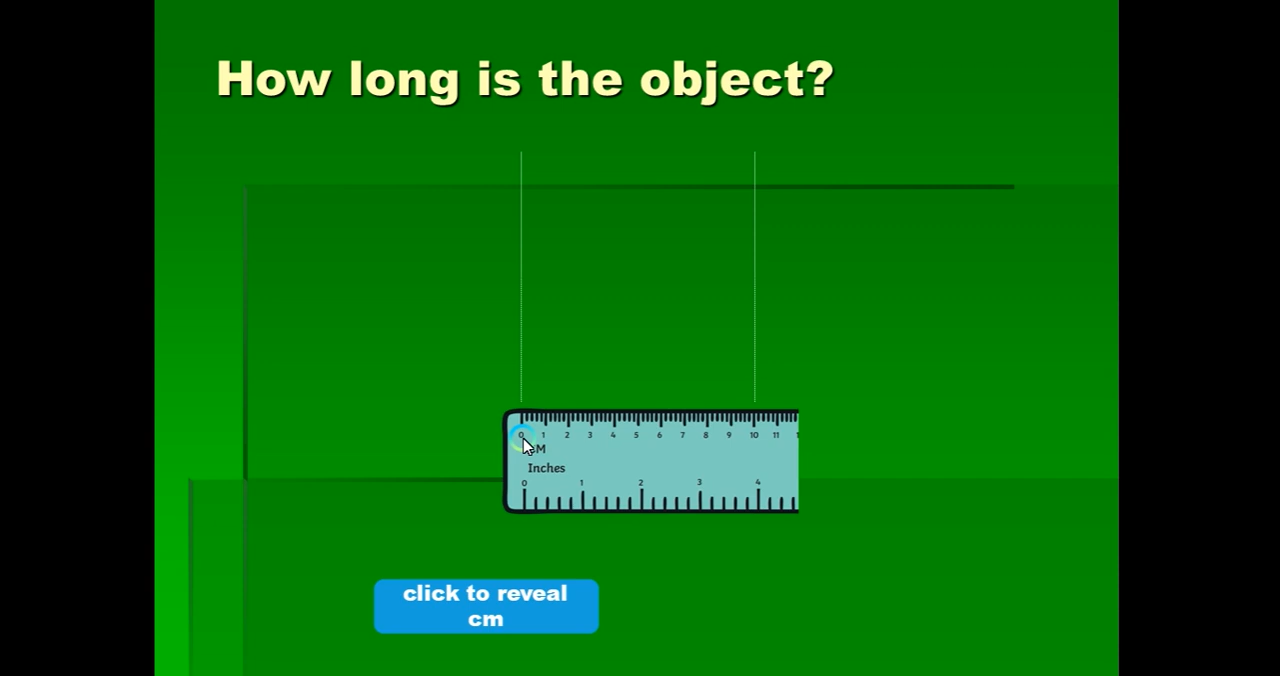 How long is the object?
0 1 2 3 4 5 6 7 8 9 10 11
Inches
0 1 2 3 4
click to reveal
cm